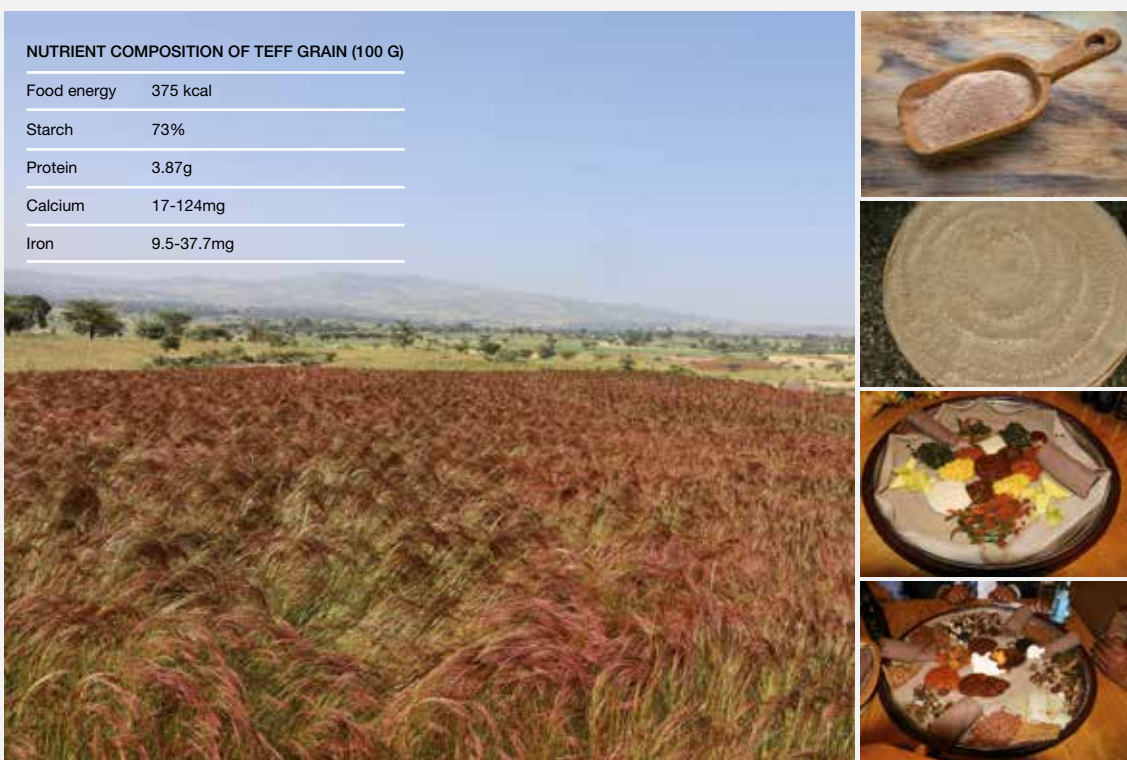 NUTRIENT COMPOSITION OF TEFF GRAIN (100 G)
Food energy 375 kcal
Starch 73%
Protein 3.87g
Calcium 17-124mg
Iron 9.5-37.7mg